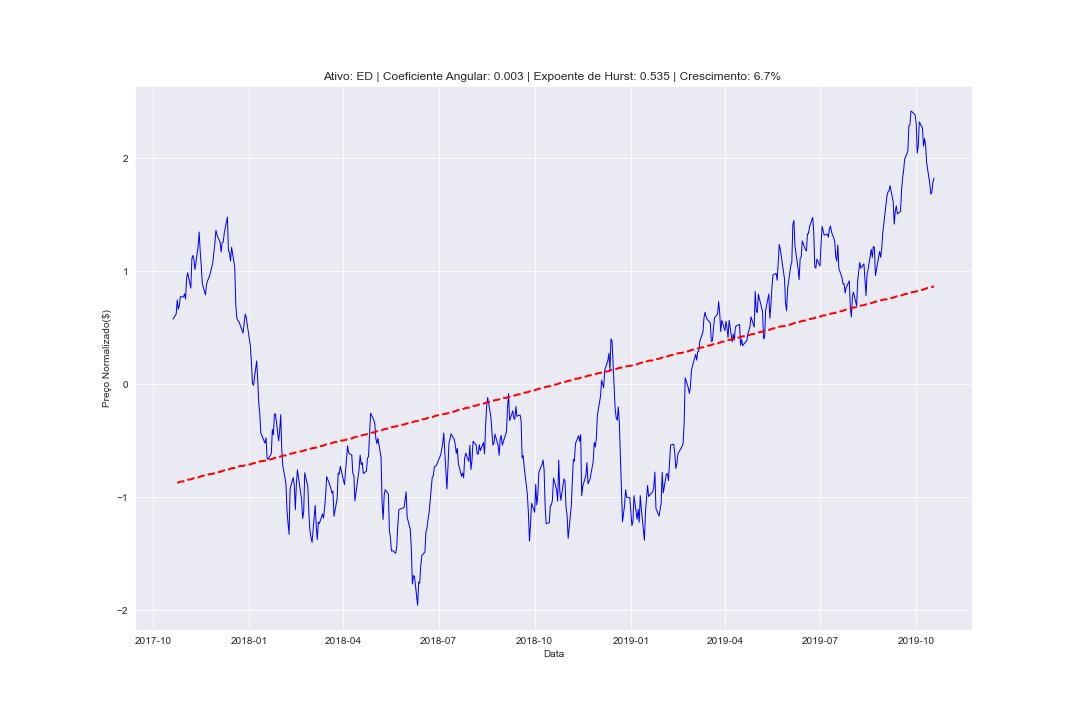 Ativo: ED | Coeficiente Angular: 0.003 | Expoente de Hurst: 0.535 | Crescimento: 6.7%
Preço Normalizado($)
2
1
0
−1
−2
2017-10 2018-01 2018-04 2018-07 2018-10 2019-01 2019-04 2019-07 2019-10
Data